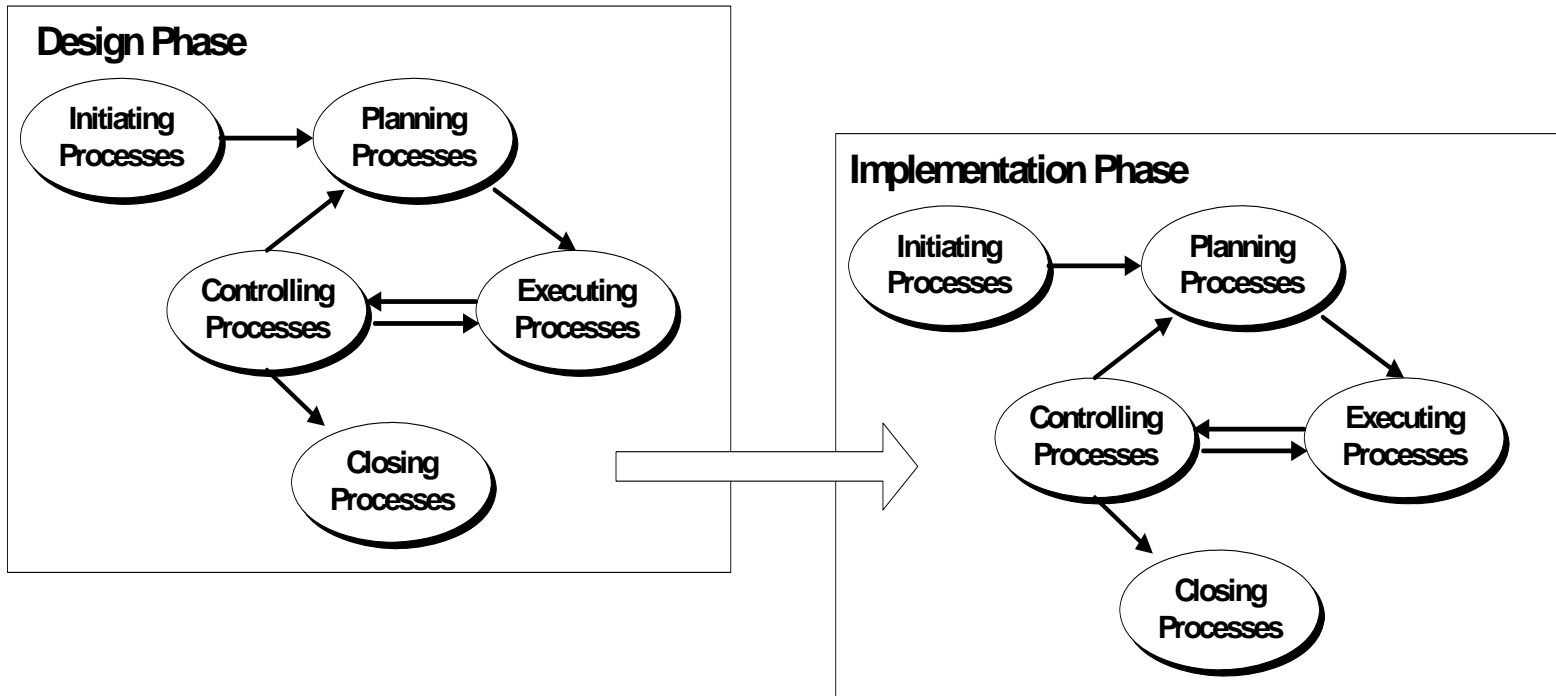 Design Phase
Initiating
Processes
Planning
Processes
Controlling
Processes
Executing
Processes
Closing
Processes
Implementation Phase
Initiating
Processes
Planning
Processes
Controlling
Processes
Executing
Processes
Closing
Processes